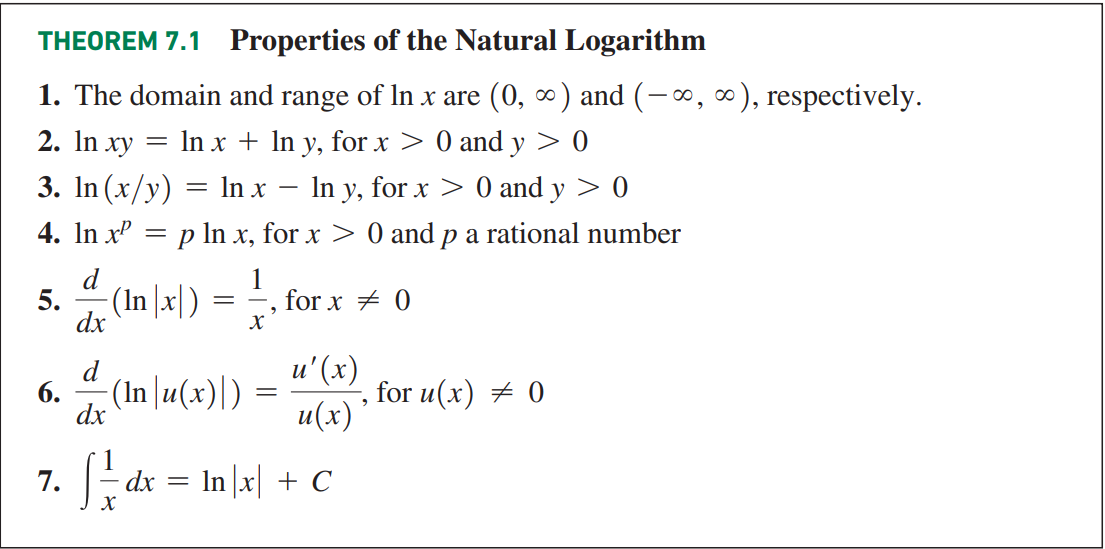 THEOREM 7.1 Properties of the Natural Logarithm
1. The domain and range of ln x are (0, ∞) and (−∞, ∞), respectively.
2. ln xy = ln x + ln y, for x > 0 and y > 0
3. ln (x/y) = ln x − ln y, for x > 0 and y > 0
4. ln xᵖ = p ln x, for x > 0 and p a rational number
5. d/dx (ln |x|) = 1/x, for x ≠ 0
6. d/dx (ln |u(x)|) = u′(x)/u(x), for u(x) ≠ 0
7. ∫ 1/x dx = ln |x| + C